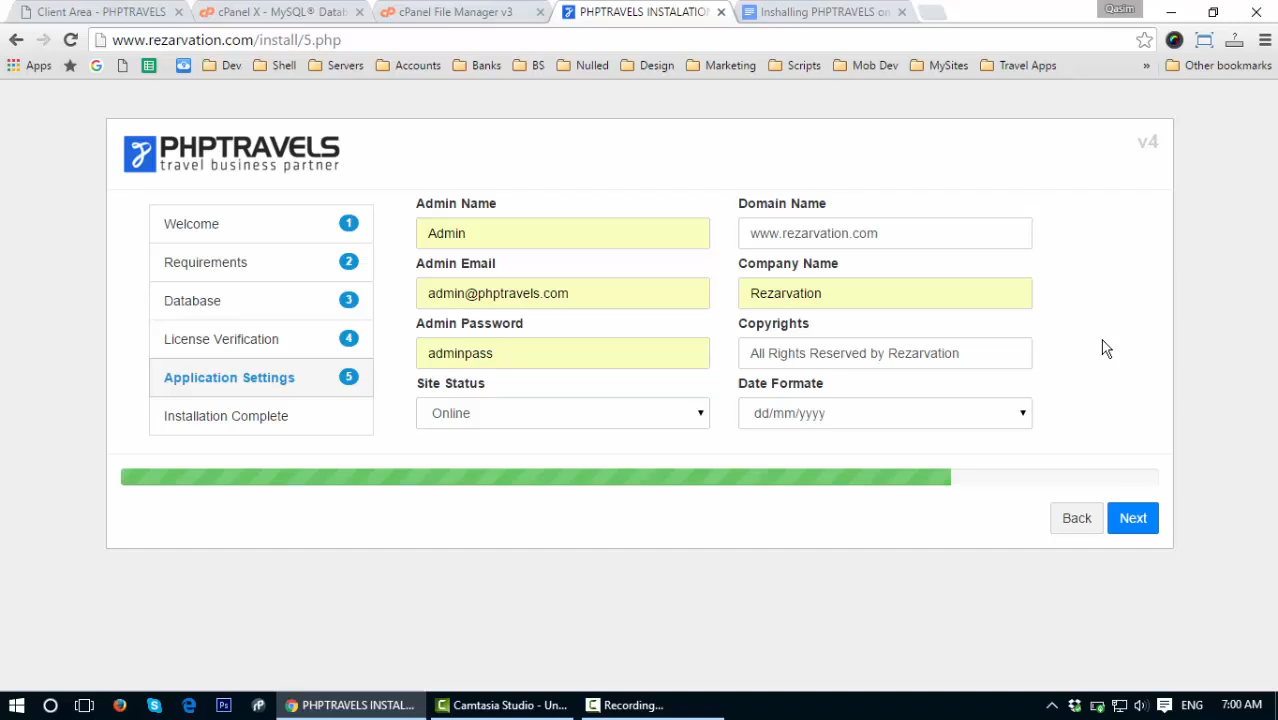 Client Area - PHPTRAVELS
cPanel X - MySQL® Datab
cPanel File Manager v3
PHPTRAVELS INSTALATION
Inshalling PHPTRAVELS on
Qasim
www.rezarvation.com/install/5.php
Apps
Dev
Shell
Servers
Accounts
Banks
BS
Nulled
Design
Marketing
Scripts
Mob Dev
MySites
Travel Apps
»
Other bookmarks
PHPTRAVELS
travel business partner
v4
Welcome 1
Requirements 2
Database 3
License Verification 4
Application Settings 5
Installation Complete
Admin Name
Admin
Admin Email
admin@phptravels.com
Admin Password
adminpass
Site Status
Online
Domain Name
www.rezarvation.com
Company Name
Rezarvation
Copyrights
All Rights Reserved by Rezarvation
Date Formate
dd/mm/yyyy
Back
Next
PHPTRAVELS INSTAL...
Camtasia Studio - Un...
Recording...
ENG
7:00 AM